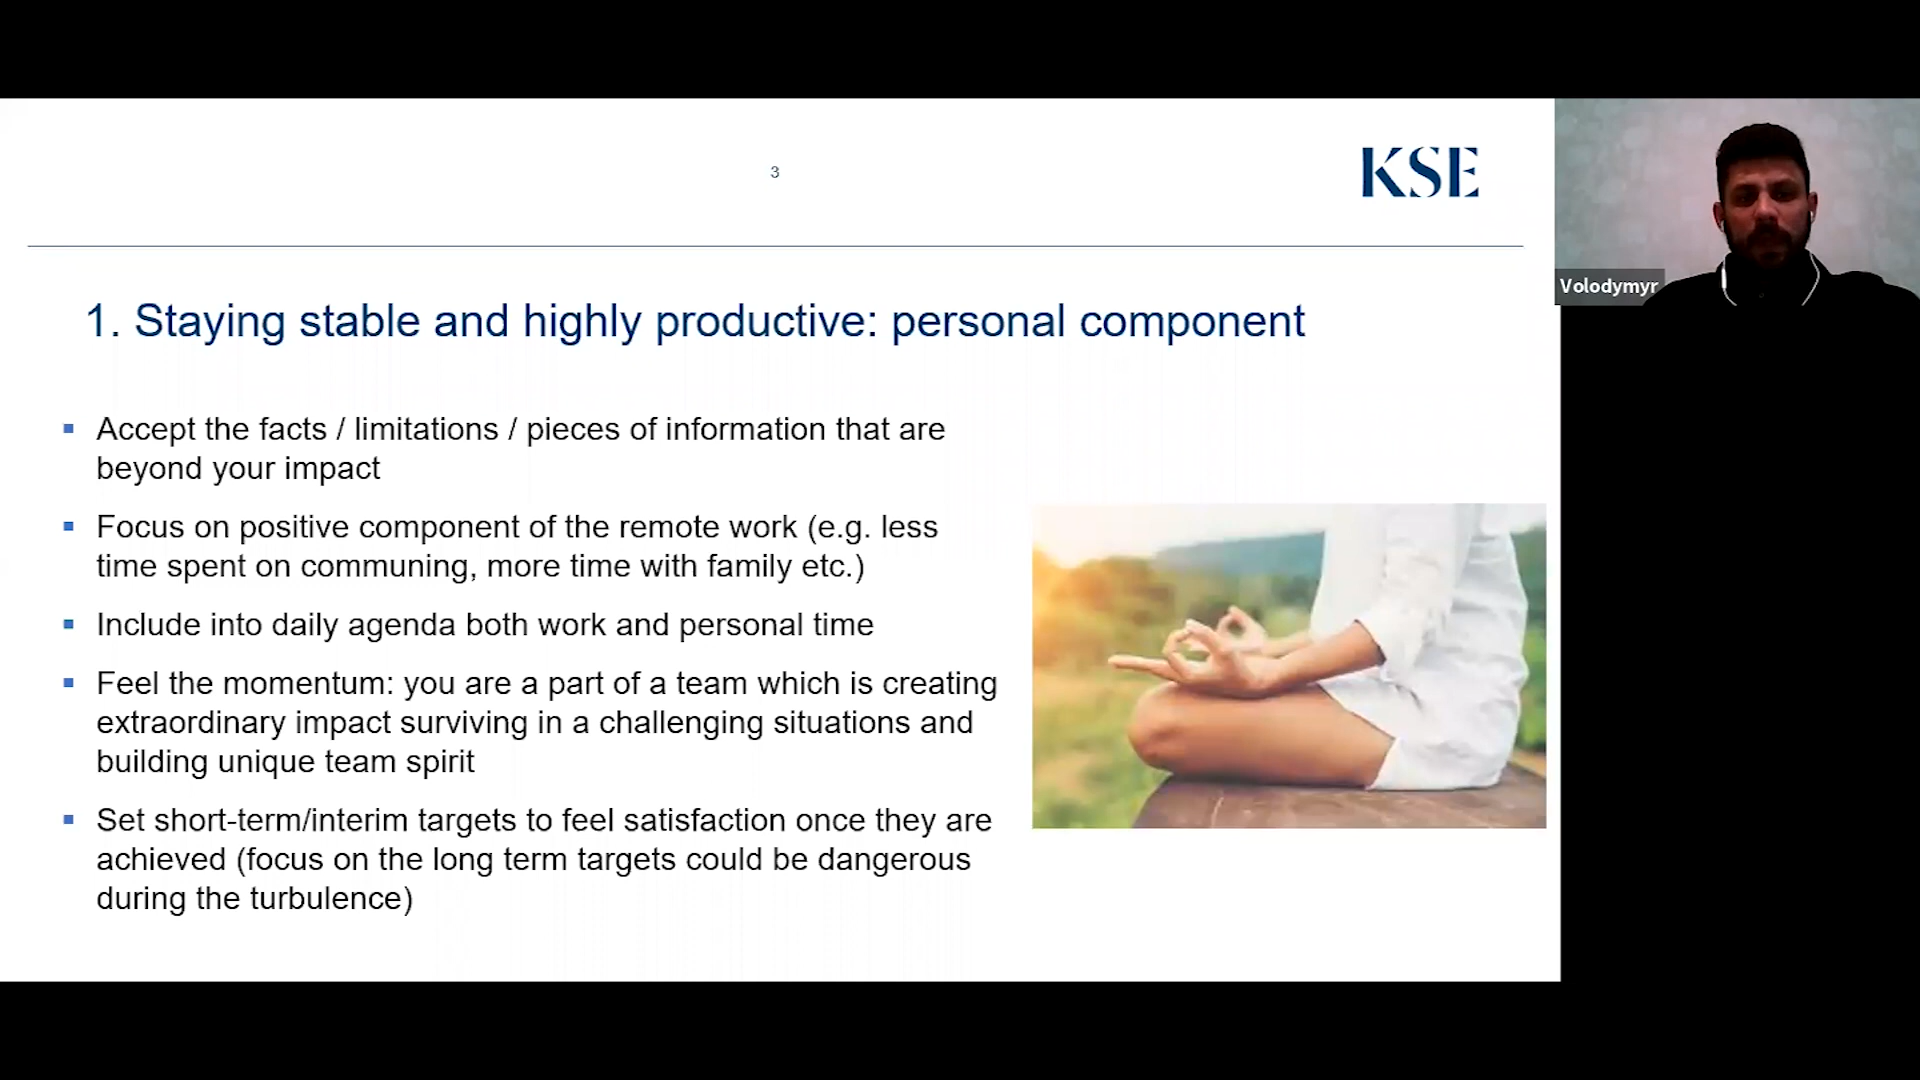 3
KSE
Volodymyr
1. Staying stable and highly productive: personal component
▪ Accept the facts / limitations / pieces of information that are
beyond your impact
▪ Focus on positive component of the remote work (e.g. less
time spent on communing, more time with family etc.)
▪ Include into daily agenda both work and personal time
▪ Feel the momentum: you are a part of a team which is creating
extraordinary impact surviving in a challenging situations and
building unique team spirit
▪ Set short-term/interim targets to feel satisfaction once they are
achieved (focus on the long term targets could be dangerous
during the turbulence)